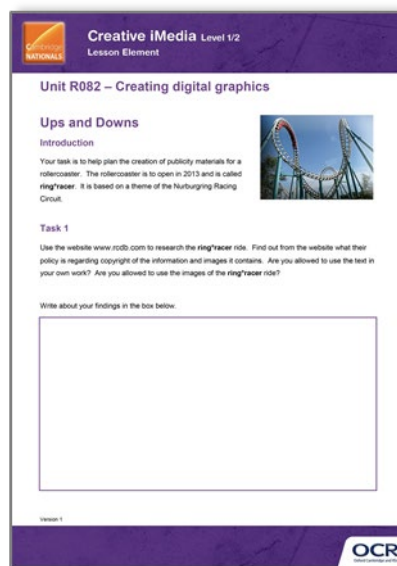 Cambridge
NATIONALS
Creative iMedia Level 1/2
Lesson Element
Unit R082 – Creating digital graphics
Ups and Downs
Introduction
Your task is to help plan the creation of publicity materials for a
rollercoaster. The rollercoaster is to open in 2013 and is called
ring°racer. It is based on a theme of the Nurburgring Racing
Circuit.
Task 1
Use the website www.rcdb.com to research the ring°racer ride. Find out from the website what their
policy is regarding copyright of the information and images it contains. Are you allowed to use the text in
your own work? Are you allowed to use the images of the ring°racer ride?
Write about your findings in the box below.
Version 1
OCR